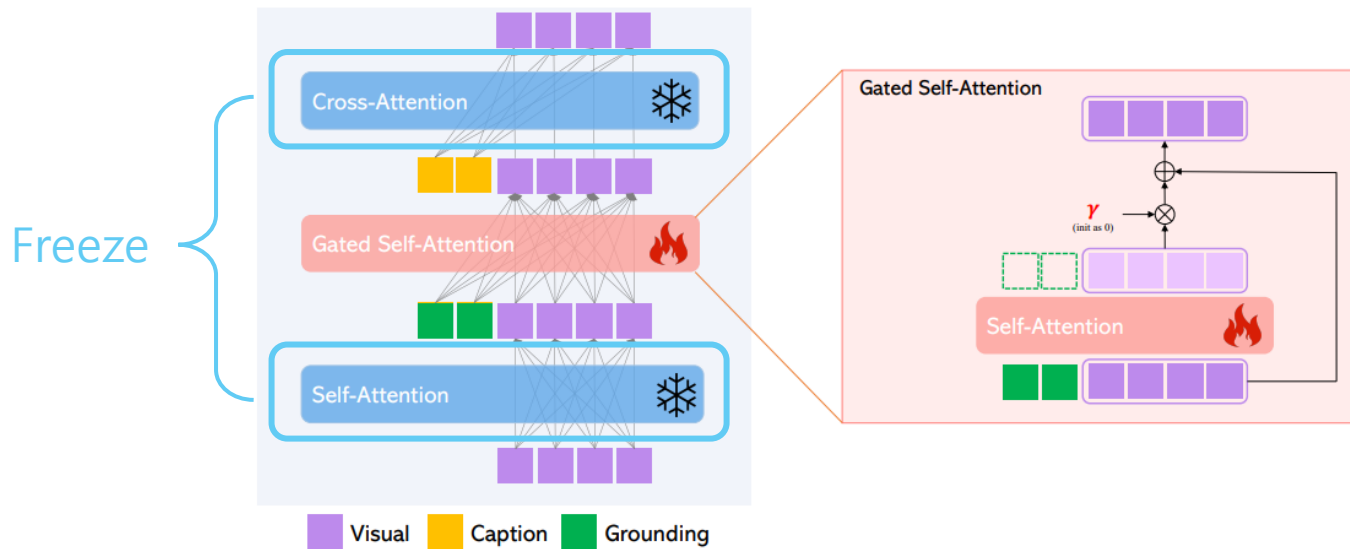 Freeze
Cross-Attention
Gated Self-Attention
Self-Attention
Visual
Caption
Grounding
Gated Self-Attention
γ
(init as 0)
Self-Attention